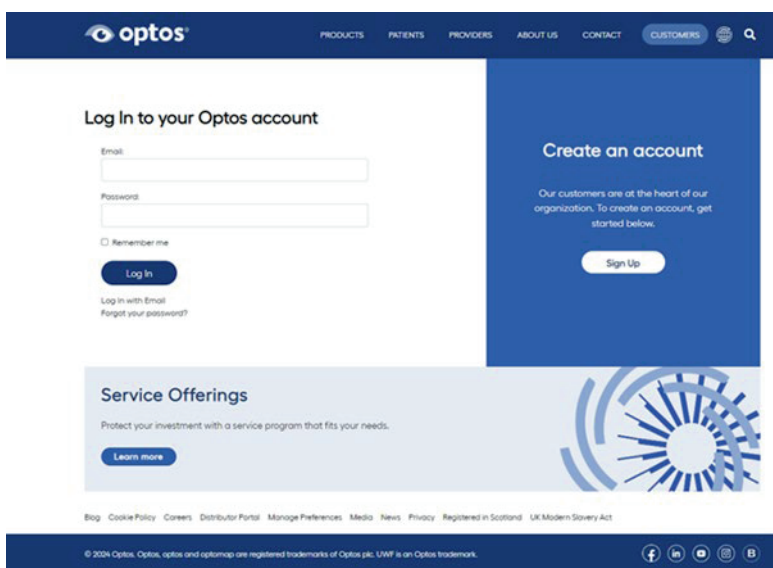 optos®
PRODUCTS PATIENTS PROVIDERS ABOUT US CONTACT CUSTOMERS
Log In to your Optos account
Email:
Password:
Remember me
Log In
Log In with Email
Forgot your password?
Create an account
Our customers are at the heart of our
organization. To create an account, get
started below.
Sign Up
Service Offerings
Protect your investment with a service program that fits your needs.
Learn more
Blog Cookie Policy Careers Distributor Portal Manage Preferences Media News Privacy Registered in Scotland UK Modern Slavery Act
© 2024 Optos. Optos, optos and optomap are registered trademarks of Optos plc. UWF is an Optos trademark.
f in B